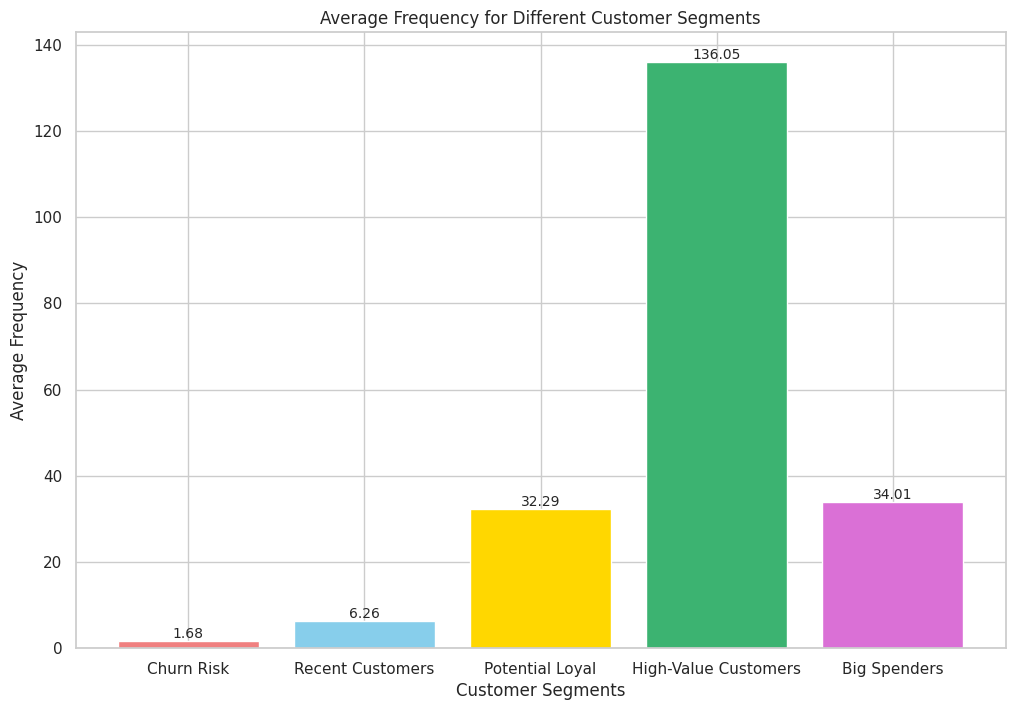 Average Frequency for Different Customer Segments
Average Frequency
140
120
100
80
60
40
20
0
1.68
6.26
32.29
136.05
34.01
Churn Risk
Recent Customers
Potential Loyal
High-Value Customers
Big Spenders
Customer Segments